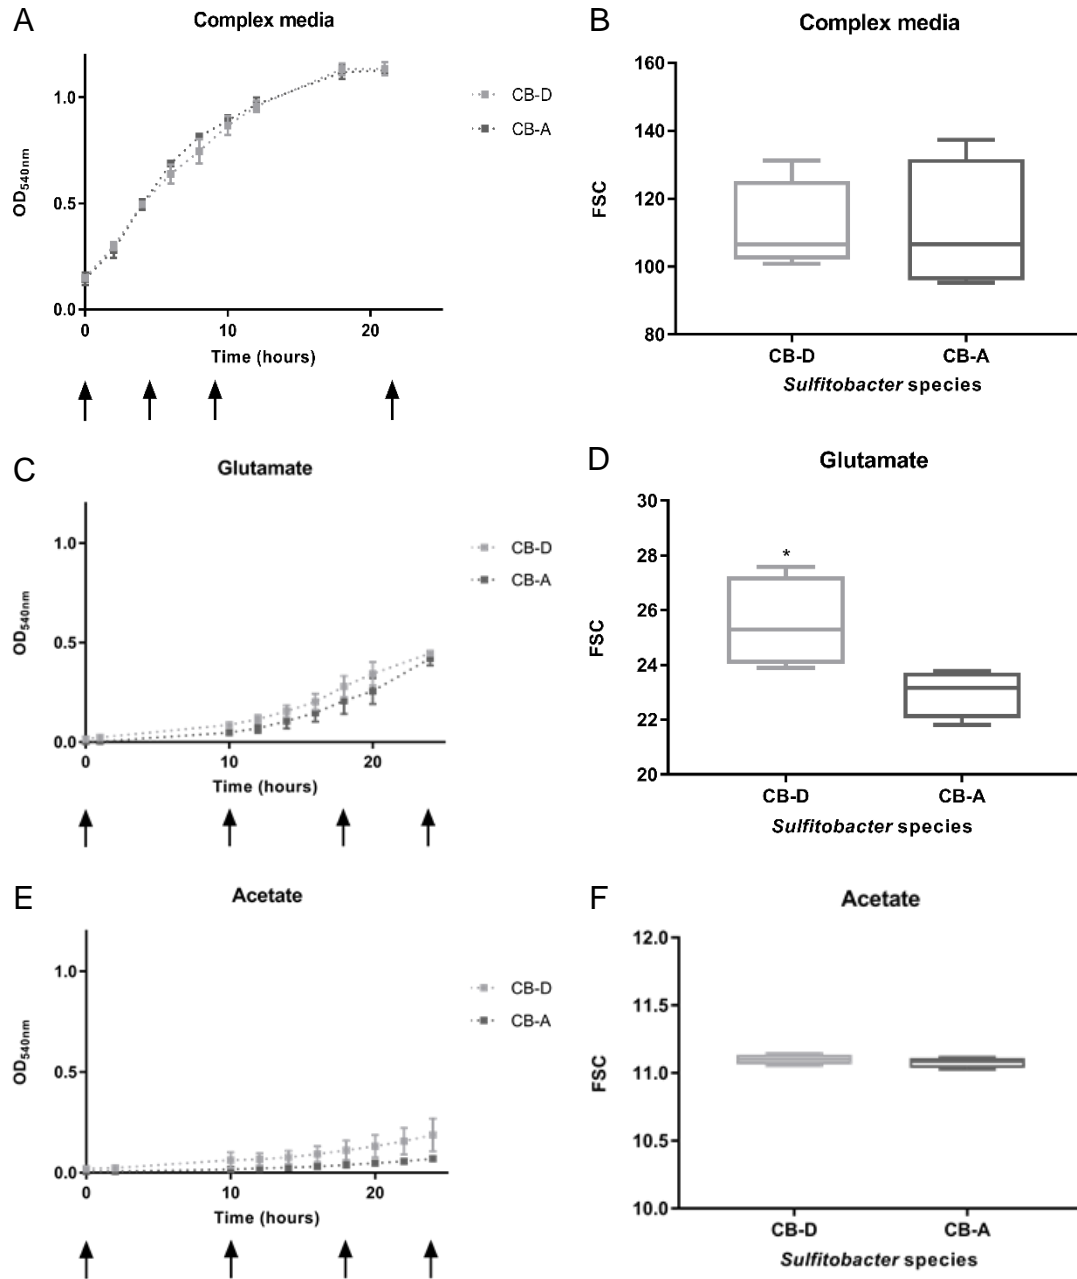 A
Complex media
1.0
0.5
0.0
OD540nm
0
10
20
Time (hours)
CB-D
CB-A
B
Complex media
160
140
120
100
80
FSC
CB-D
CB-A
Sulfitobacter species
C
Glutamate
1.0
0.5
0.0
OD540nm
0
10
20
Time (hours)
CB-D
CB-A
D
Glutamate
30
28
26
24
22
20
FSC
*
CB-D
CB-A
Sulfitobacter species
E
Acetate
1.0
0.5
0.0
OD540nm
0
10
20
Time (hours)
CB-D
CB-A
F
Acetate
12.0
11.5
11.0
10.5
10.0
FSC
CB-D
CB-A
Sulfitobacter species